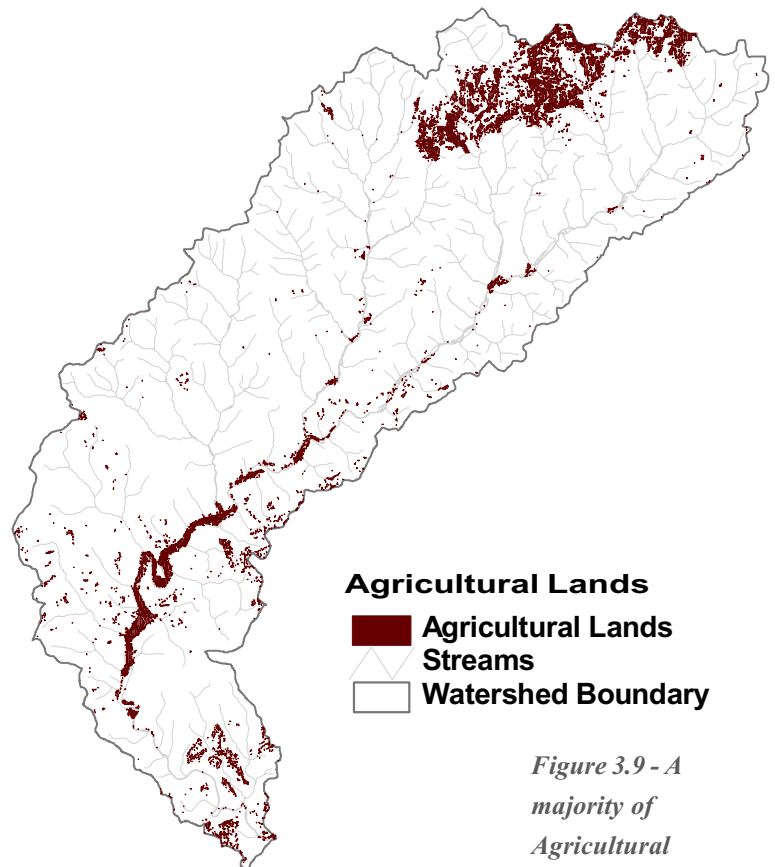 Agricultural Lands
Agricultural Lands
Streams
Watershed Boundary
Figure 3.9 - A
majority of
Agricultural